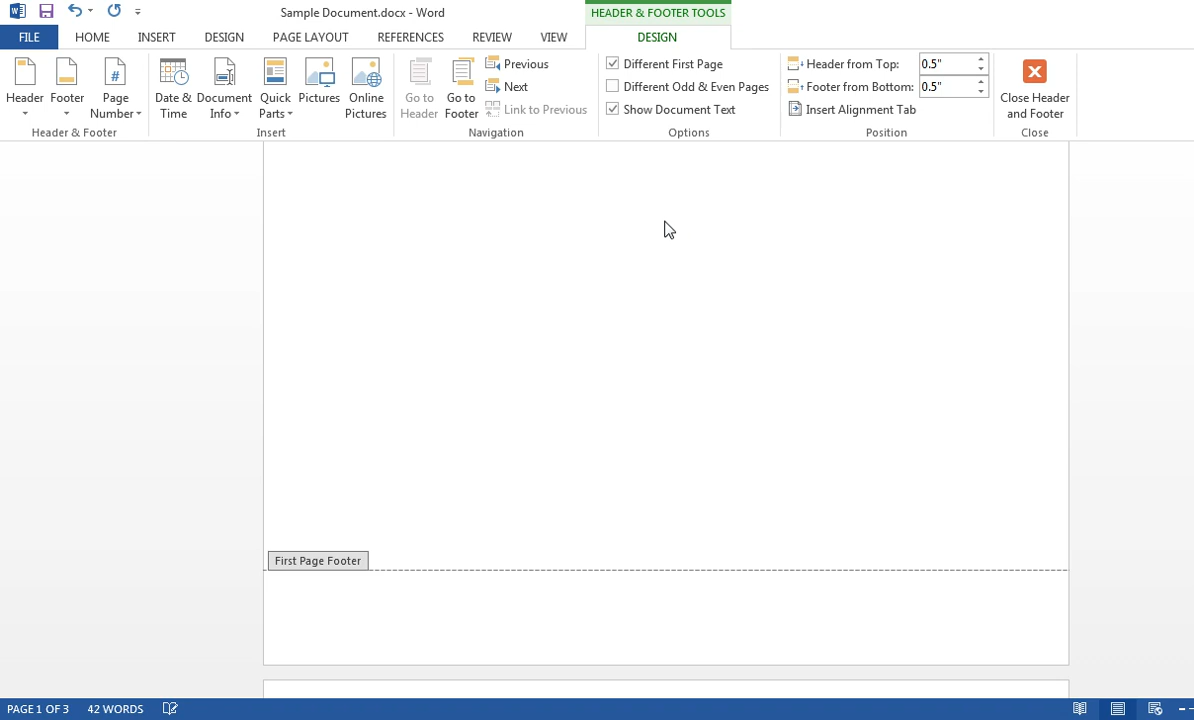 Sample Document.docx - Word
HEADER & FOOTER TOOLS
FILE HOME INSERT DESIGN PAGE LAYOUT REFERENCES REVIEW VIEW DESIGN
Header
Footer
Page
Number
Header & Footer
Date &
Time
Document
Info
Quick
Parts
Pictures
Online
Pictures
Insert
Go to
Header
Go to
Footer
Previous
Next
Link to Previous
Navigation
Different First Page
Different Odd & Even Pages
Show Document Text
Options
Header from Top: 0.5"
Footer from Bottom: 0.5"
Insert Alignment Tab
Position
Close Header
and Footer
Close
First Page Footer
PAGE 1 OF 3 42 WORDS